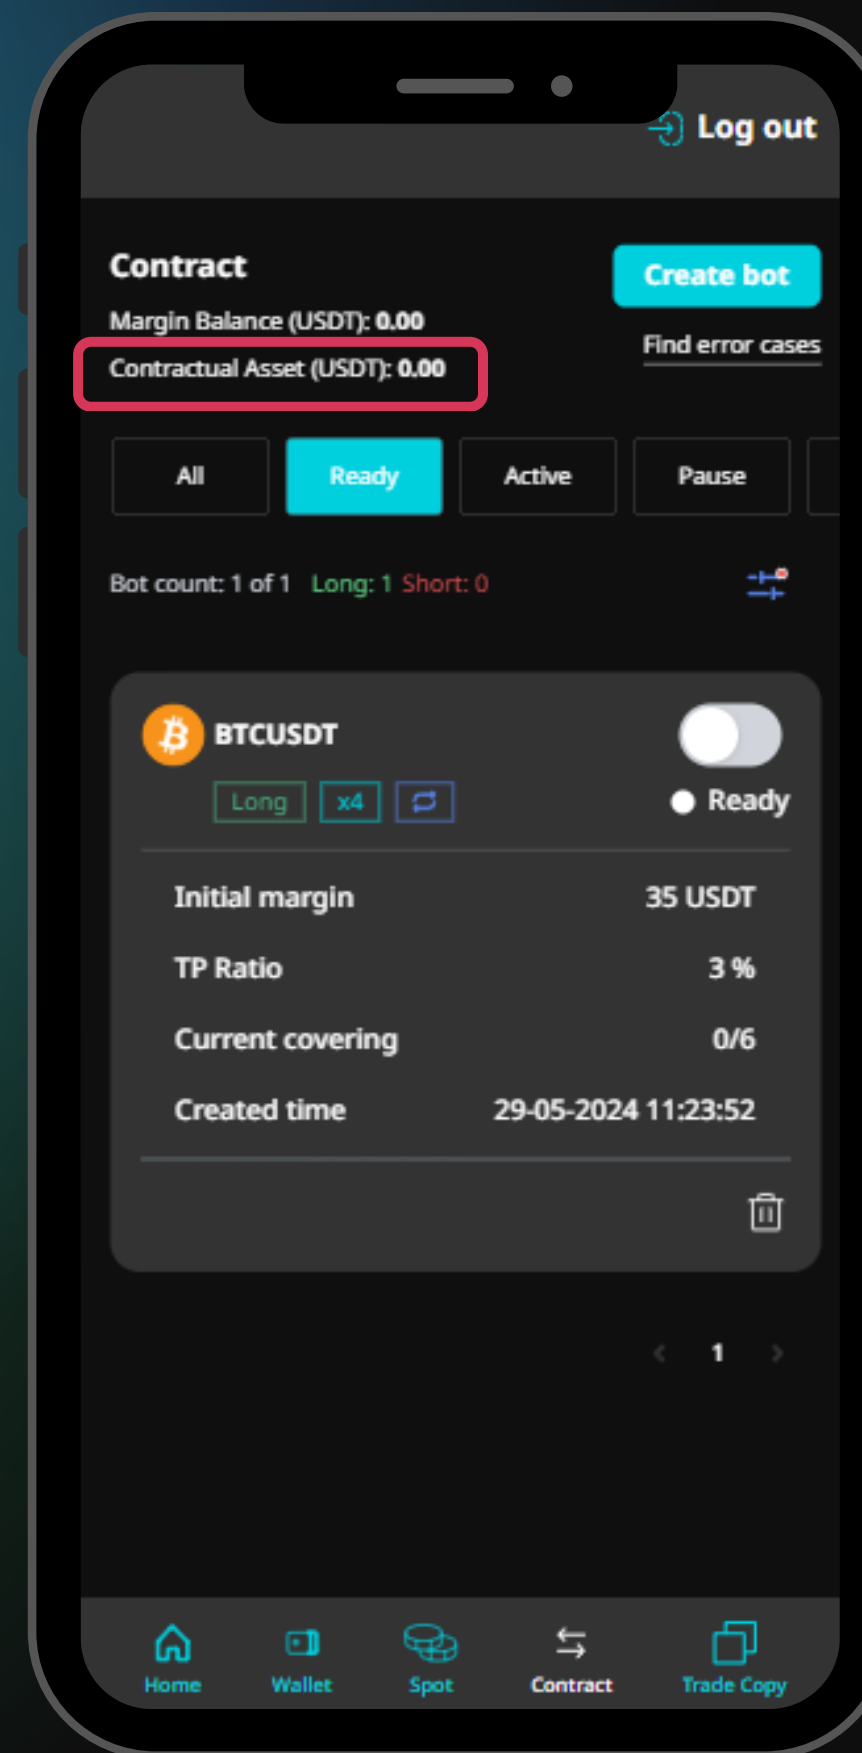 Log out
Contract
Create bot
Margin Balance (USDT): 0.00
Find error cases
Contractual Asset (USDT): 0.00
All Ready Active Pause
Bot count: 1 of 1 Long: 1 Short: 0
BTCUSDT
Long x4
Ready
Initial margin 35 USDT
TP Ratio 3 %
Current covering 0/6
Created time 29-05-2024 11:23:52
< 1 >
Home Wallet Spot Contract Trade Copy